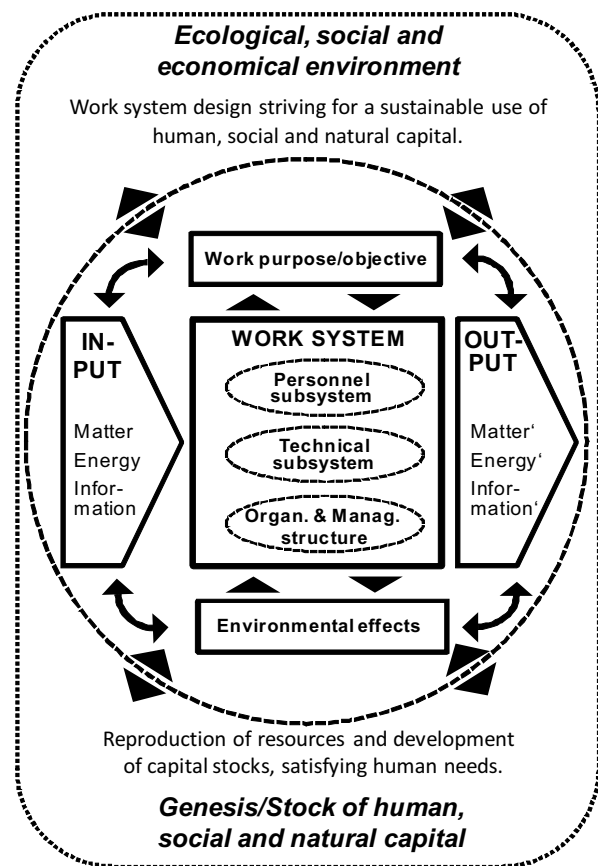 Ecological, social and
economical environment
Work system design striving for a sustainable use of
human, social and natural capital.
Work purpose/objective
IN-
PUT
Matter
Energy
Infor-
mation
WORK SYSTEM
Personnel
subsystem
Technical
subsystem
Organ. & Manag.
structure
OUT-
PUT
Matter‘
Energy‘
Infor-
mation‘
Environmental effects
Reproduction of resources and development
of capital stocks, satisfying human needs.
Genesis/Stock of human,
social and natural capital